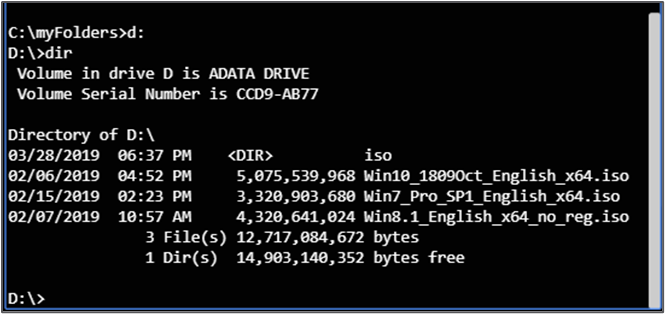 C:\myFolders>d:
D:\>dir
 Volume in drive D is ADATA DRIVE
 Volume Serial Number is CCD9-AB77

Directory of D:\
03/28/2019  06:37 PM    <DIR>          iso
02/06/2019  04:52 PM     5,075,539,968 Win10_1809Oct_English_x64.iso
02/15/2019  02:23 PM     3,320,903,680 Win7_Pro_SP1_English_x64.iso
02/07/2019  10:57 AM     4,320,641,024 Win8.1_English_x64_no_reg.iso
               3 File(s) 12,717,084,672 bytes
               1 Dir(s)  14,903,140,352 bytes free

D:\>